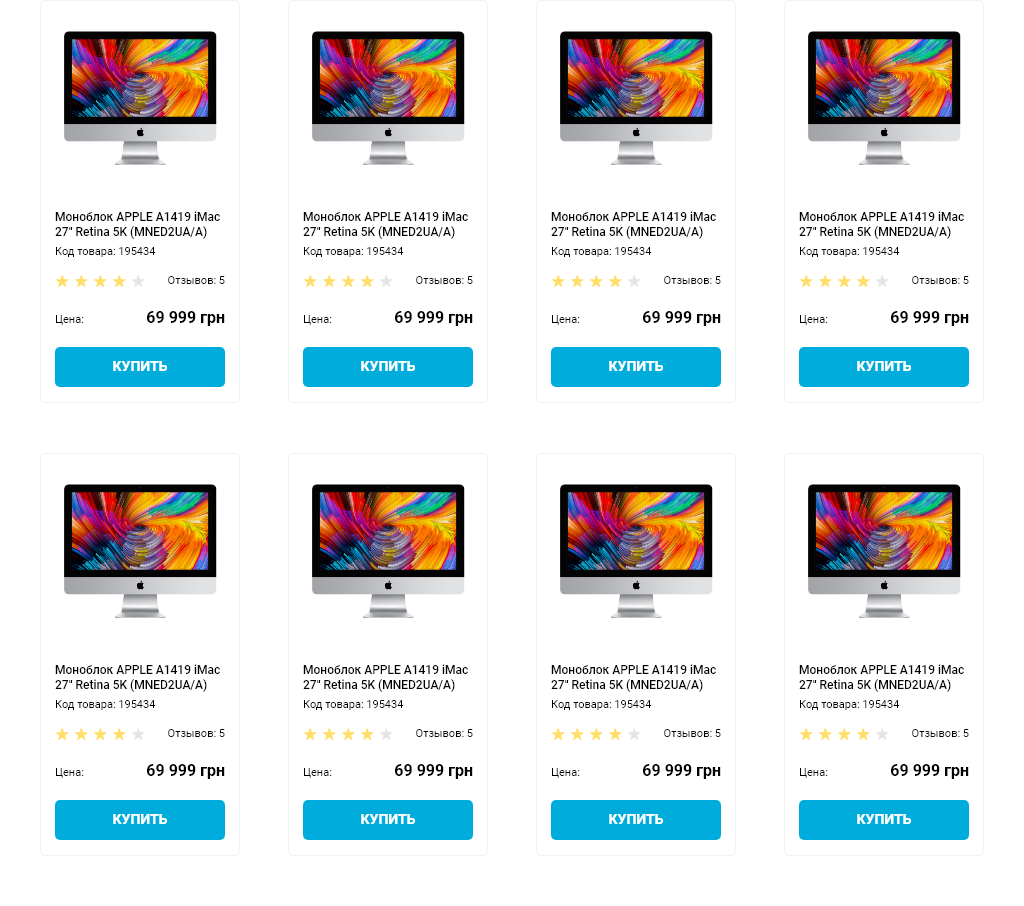 Моноблок APPLE A1419 iMac
27" Retina 5K (MNED2UA/A)
Код товара: 195434
Отзывов: 5
Цена: 69 999 грн
КУПИТЬ
Моноблок APPLE A1419 iMac
27" Retina 5K (MNED2UA/A)
Код товара: 195434
Отзывов: 5
Цена: 69 999 грн
КУПИТЬ
Моноблок APPLE A1419 iMac
27" Retina 5K (MNED2UA/A)
Код товара: 195434
Отзывов: 5
Цена: 69 999 грн
КУПИТЬ
Моноблок APPLE A1419 iMac
27" Retina 5K (MNED2UA/A)
Код товара: 195434
Отзывов: 5
Цена: 69 999 грн
КУПИТЬ
Моноблок APPLE A1419 iMac
27" Retina 5K (MNED2UA/A)
Код товара: 195434
Отзывов: 5
Цена: 69 999 грн
КУПИТЬ
Моноблок APPLE A1419 iMac
27" Retina 5K (MNED2UA/A)
Код товара: 195434
Отзывов: 5
Цена: 69 999 грн
КУПИТЬ
Моноблок APPLE A1419 iMac
27" Retina 5K (MNED2UA/A)
Код товара: 195434
Отзывов: 5
Цена: 69 999 грн
КУПИТЬ
Моноблок APPLE A1419 iMac
27" Retina 5K (MNED2UA/A)
Код товара: 195434
Отзывов: 5
Цена: 69 999 грн
КУПИТЬ